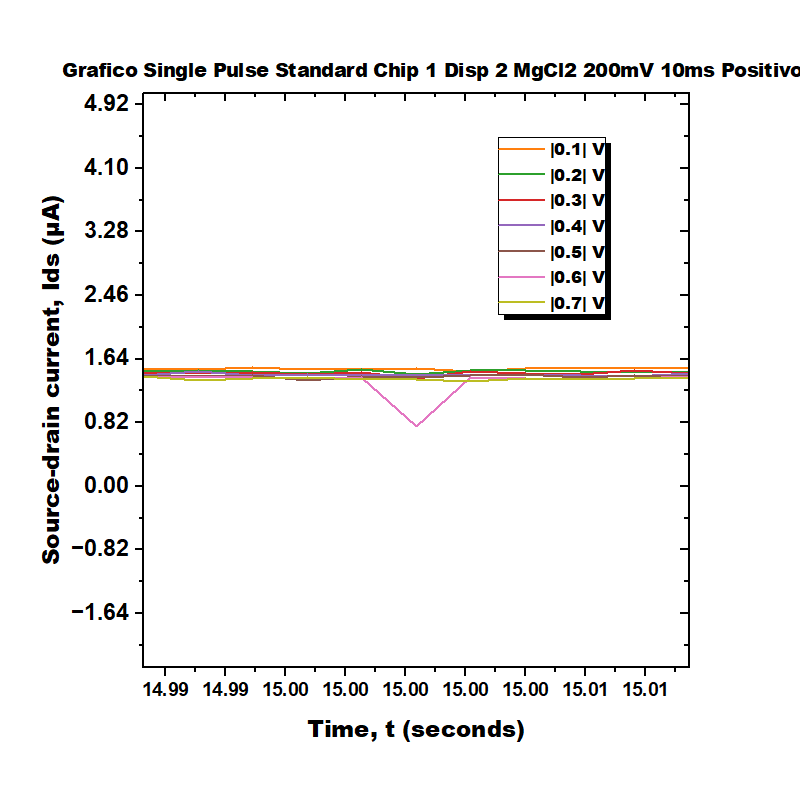 Grafico Single Pulse Standard Chip 1 Disp 2 MgCl2 200mV 10ms Positivo
4.92
4.10
3.28
2.46
1.64
0.82
0.00
−0.82
−1.64
Source-drain current, Ids (µA)
|0.1| V
|0.2| V
|0.3| V
|0.4| V
|0.5| V
|0.6| V
|0.7| V
14.99 14.99 15.00 15.00 15.00 15.00 15.00 15.01 15.01
Time, t (seconds)